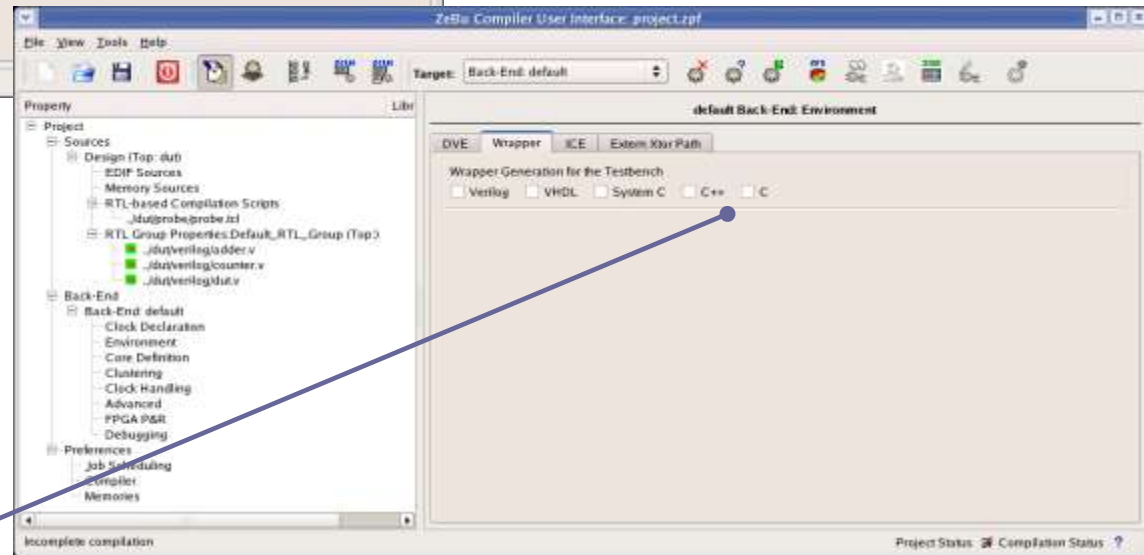 ZeBu Compiler User Interface: project.zpf
File View Tools Help
Target: Back-End: default
Property Libr
default Back-End: Environment
Project
Sources
Design (Top: dut)
EDIF Sources
Memory Sources
RTL-based Compilation Scripts
../dut/probe/probe.tcl
RTL Group Properties:Default_RTL_Group (Top:)
../dut/verilog/adder.v
../dut/verilog/counter.v
../dut/verilog/dut.v
Back-End
Back-End: default
Clock Declaration
Environment
Core Definition
Clustering
Clock Handling
Advanced
FPGA P&R
Debugging
Preferences
Job Scheduling
Compiler
Memories
DVE Wrapper ICE Extern Xtor Path
Wrapper Generation for the Testbench
Verilog VHDL System C C++ C
Incomplete compilation Project Status Compilation Status ?